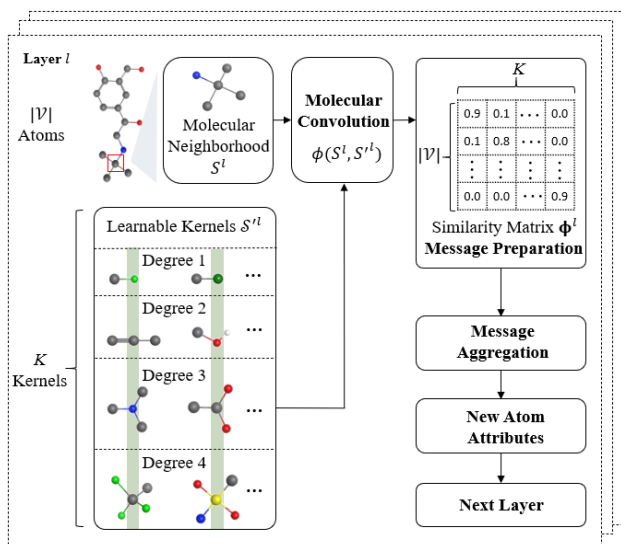 Layer l
|𝒱|
Atoms
Molecular
Neighborhood
S^l
Molecular
Convolution
ϕ(S^l, S'^l)
K
|𝒱|
0.9 0.1 ··· 0.0
0.1 0.8 ··· 0.0
⋮ ⋮ ⋮ ⋮
0.0 0.0 ··· 0.9
Similarity Matrix ϕ^l
Message Preparation
Learnable Kernels 𝒮'^l
Degree 1
...
Degree 2
...
K
Kernels
Degree 3
...
Degree 4
...
Message
Aggregation
New Atom
Attributes
Next Layer